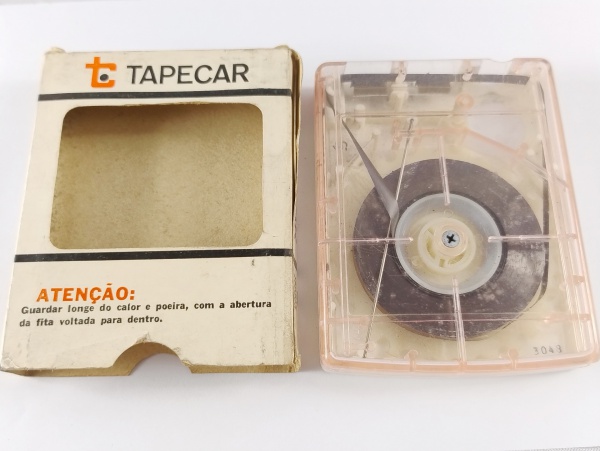 tc TAPECAR
ATENÇÃO:
Guardar longe do calor e poeira, com a abertura
da fita voltada para dentro.
3043